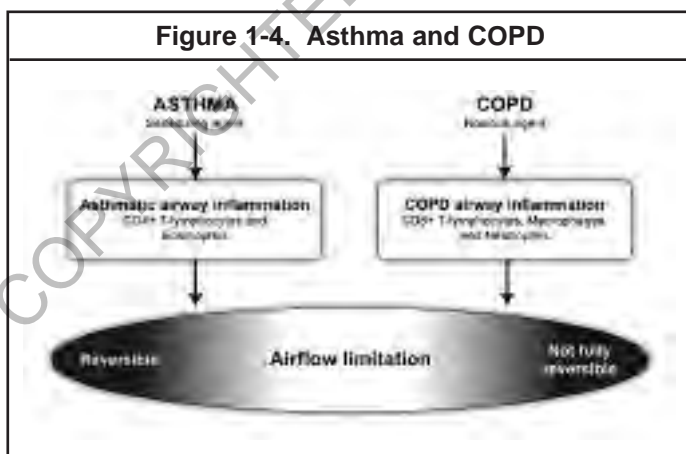 Figure 1-4. Asthma and COPD
ASTHMA
Sensitizing agent
COPD
Noxious agent
Asthmatic airway inflammation
CD4+ T-lymphocytes and
Eosinophils
COPD airway inflammation
CD8+ T-lymphocytes, Macrophages
and Neutrophils
Reversible
Airflow limitation
Not fully
reversible
COPYRIGHTED